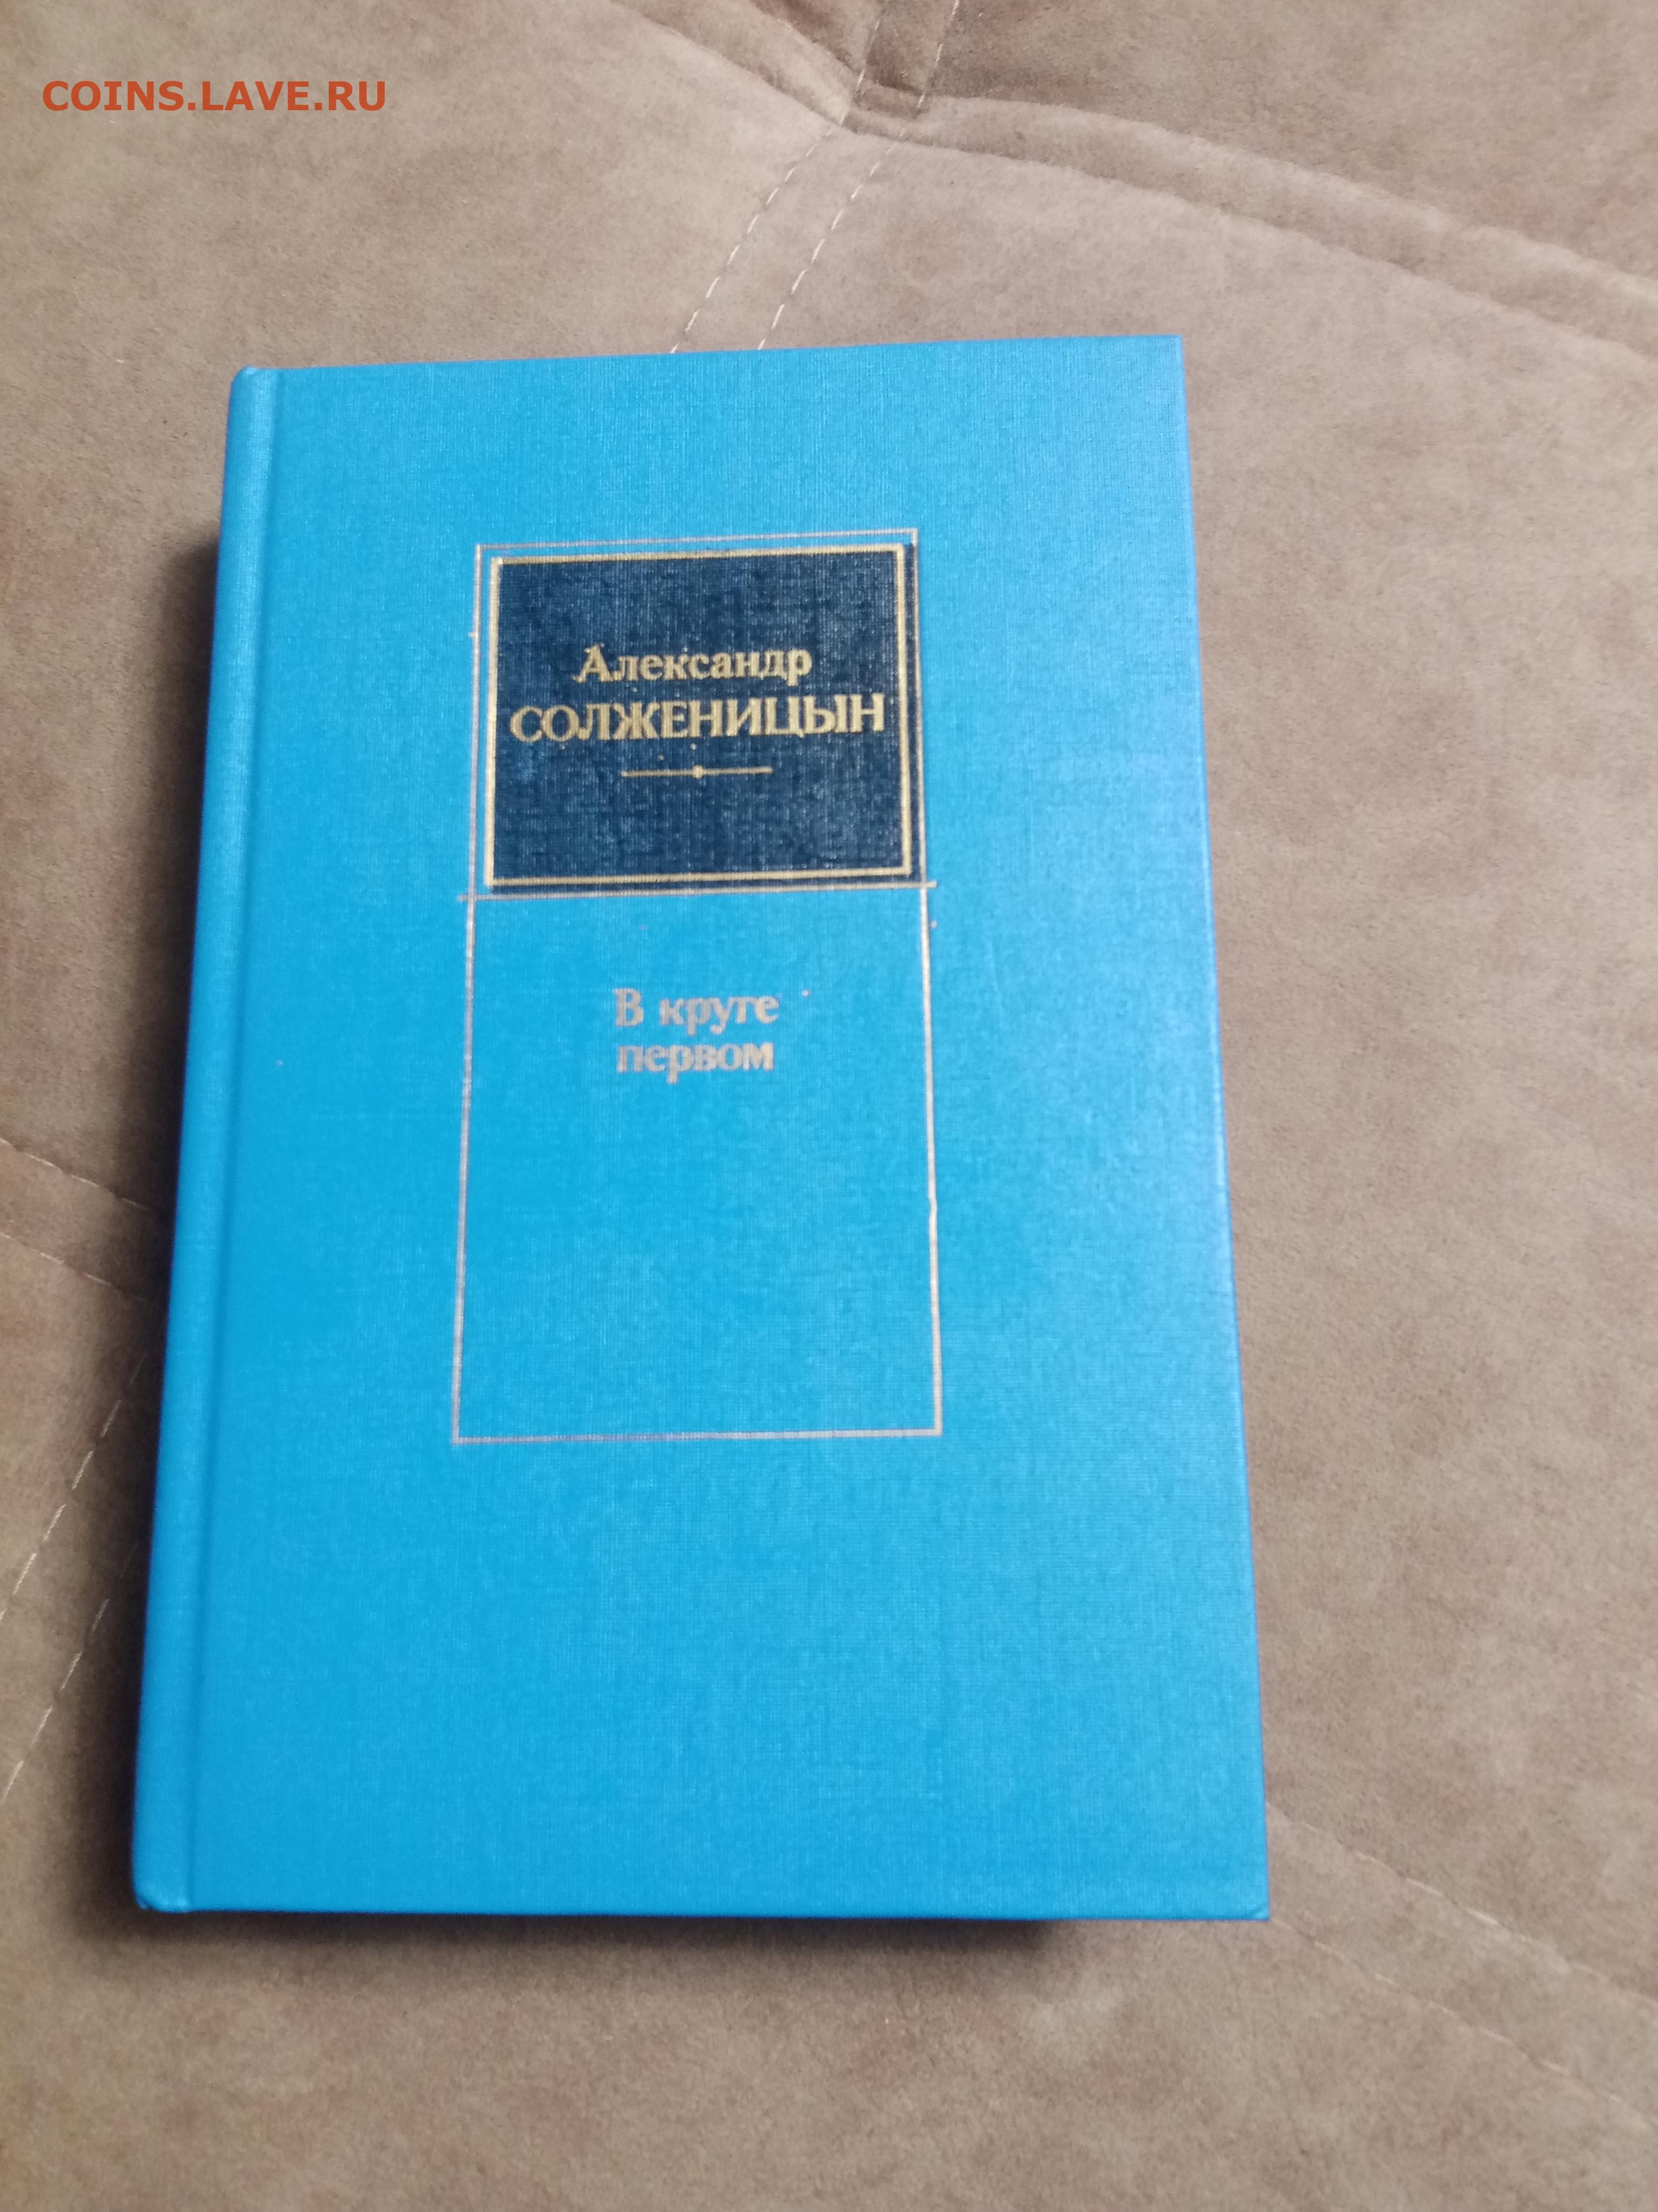 COINS.LAVE.RU
Александр
СОЛЖЕНИЦЫН
В круге
первом